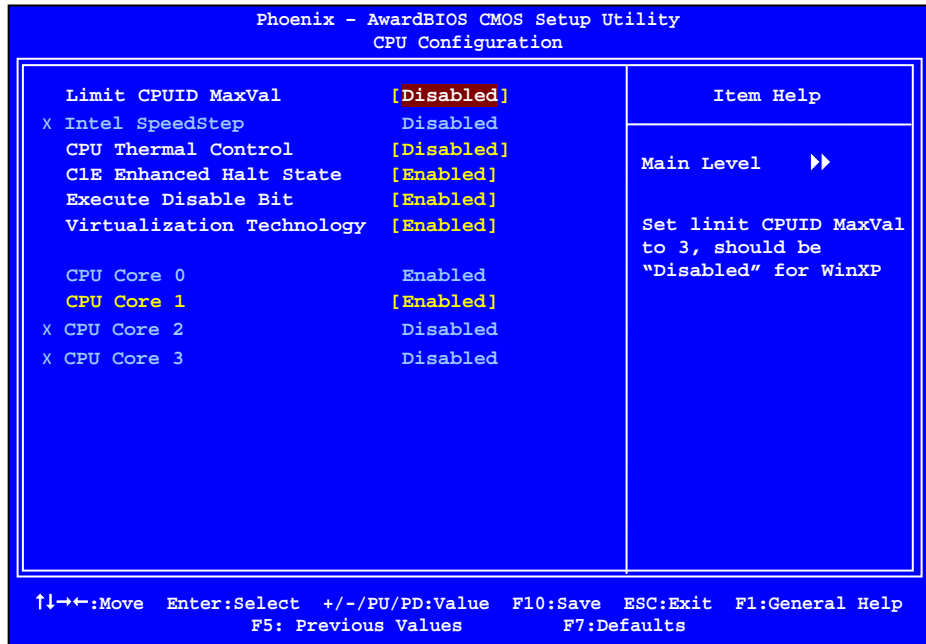 Phoenix – AwardBIOS CMOS Setup Utility
CPU Configuration
Limit CPUID MaxVal [Disabled]
X Intel SpeedStep Disabled
CPU Thermal Control [Disabled]
C1E Enhanced Halt State [Enabled]
Execute Disable Bit [Enabled]
Virtualization Technology [Enabled]
CPU Core 0 Enabled
CPU Core 1 [Enabled]
X CPU Core 2 Disabled
X CPU Core 3 Disabled
Item Help
Main Level
Set linit CPUID MaxVal
to 3, should be
“Disabled” for WinXP
↑↓→←:Move Enter:Select +/-/PU/PD:Value F10:Save ESC:Exit F1:General Help
F5: Previous Values F7:Defaults